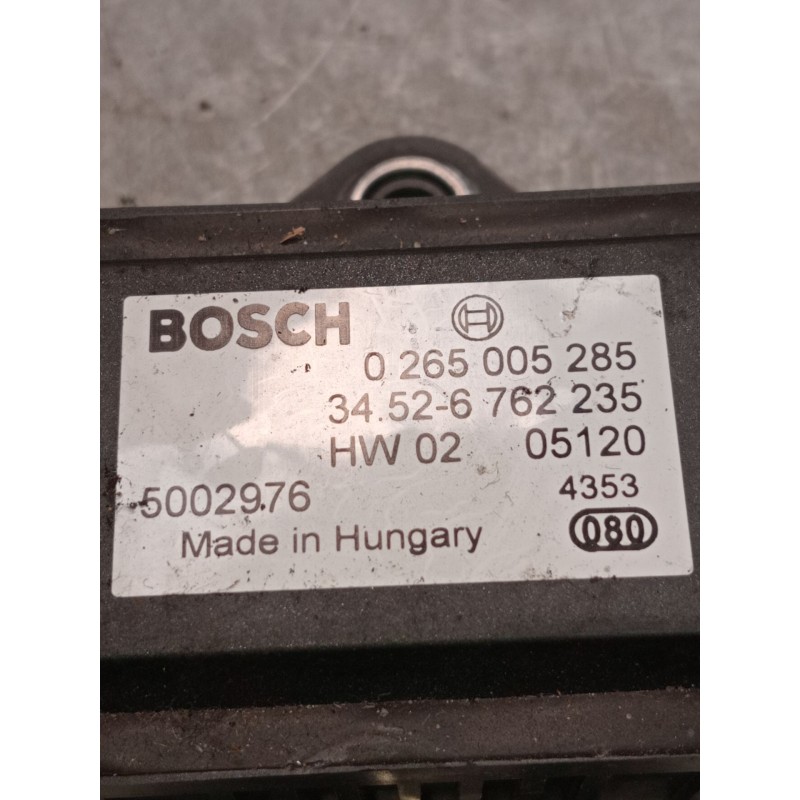 BOSCH
0 265 005 285
34.52-6 762 235
HW 02 05120
5002976 4353
Made in Hungary 080